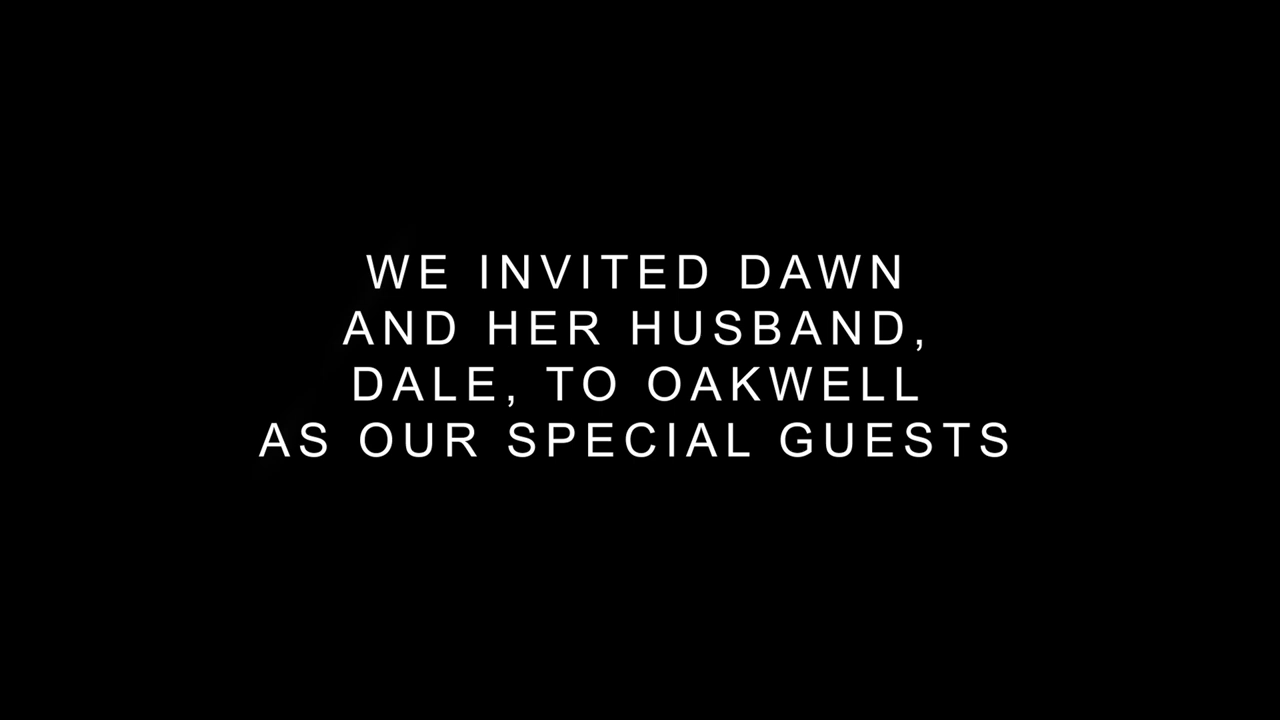 WE INVITED DAWN
AND HER HUSBAND,
DALE, TO OAKWELL
AS OUR SPECIAL GUESTS